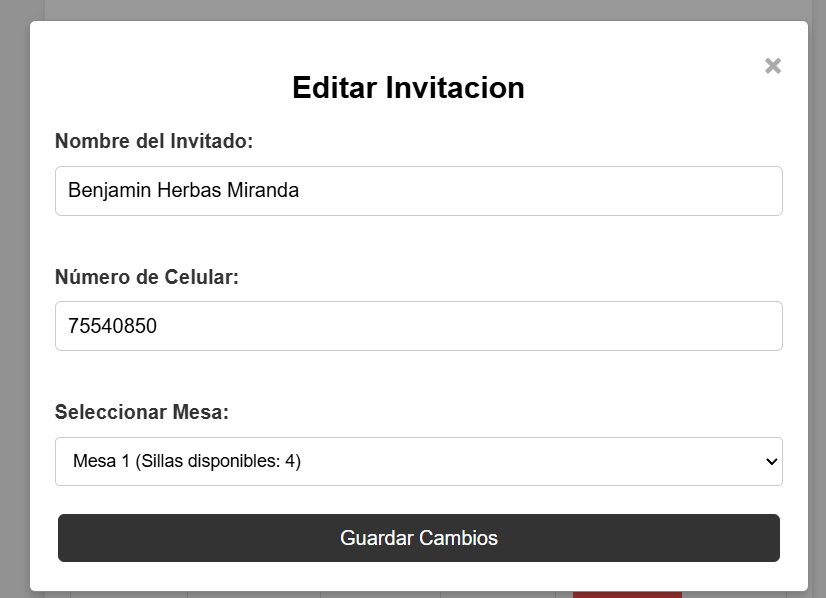 ×
Editar Invitacion
Nombre del Invitado:
Benjamin Herbas Miranda
Número de Celular:
75540850
Seleccionar Mesa:
Mesa 1 (Sillas disponibles: 4)
Guardar Cambios